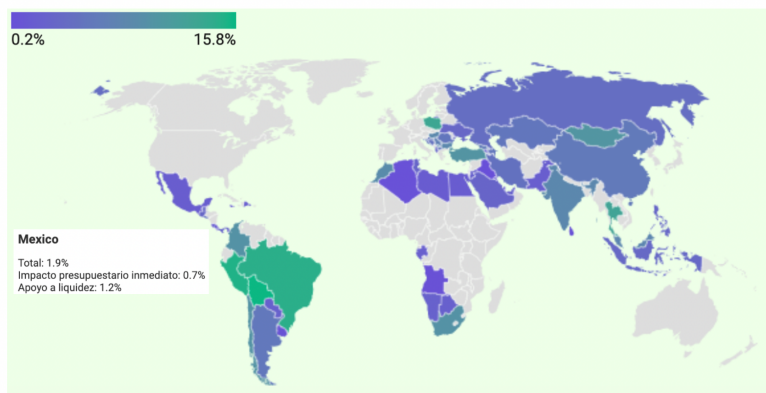 0.2% 15.8%
Mexico
Total: 1.9%
Impacto presupuestario inmediato: 0.7%
Apoyo a liquidez: 1.2%